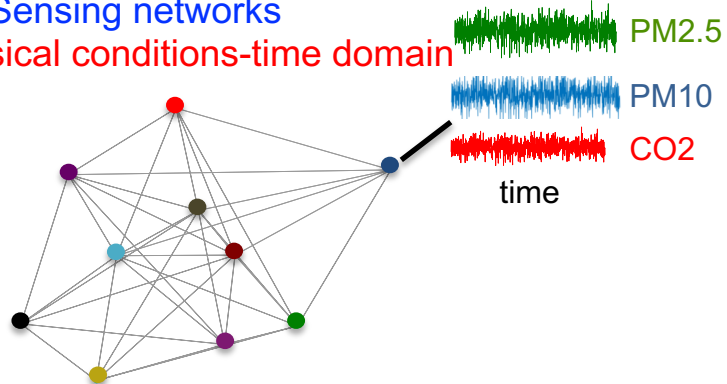 Sensing networks
sical conditions-time domain
PM2.5
PM10
CO2
time